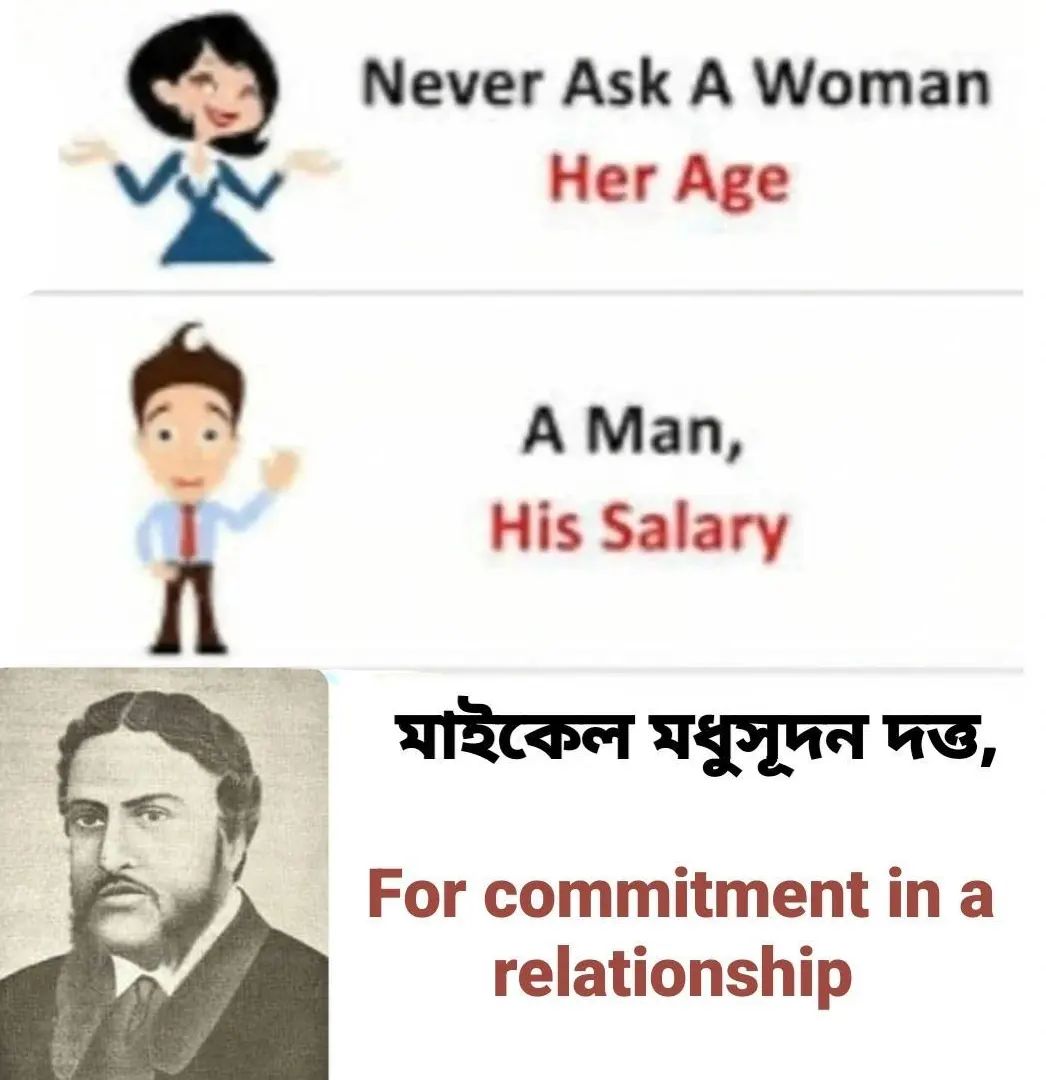 Never Ask A Woman
Her Age
A Man,
His Salary
মাইকেল মধুসূদন দত্ত,
For commitment in a
relationship